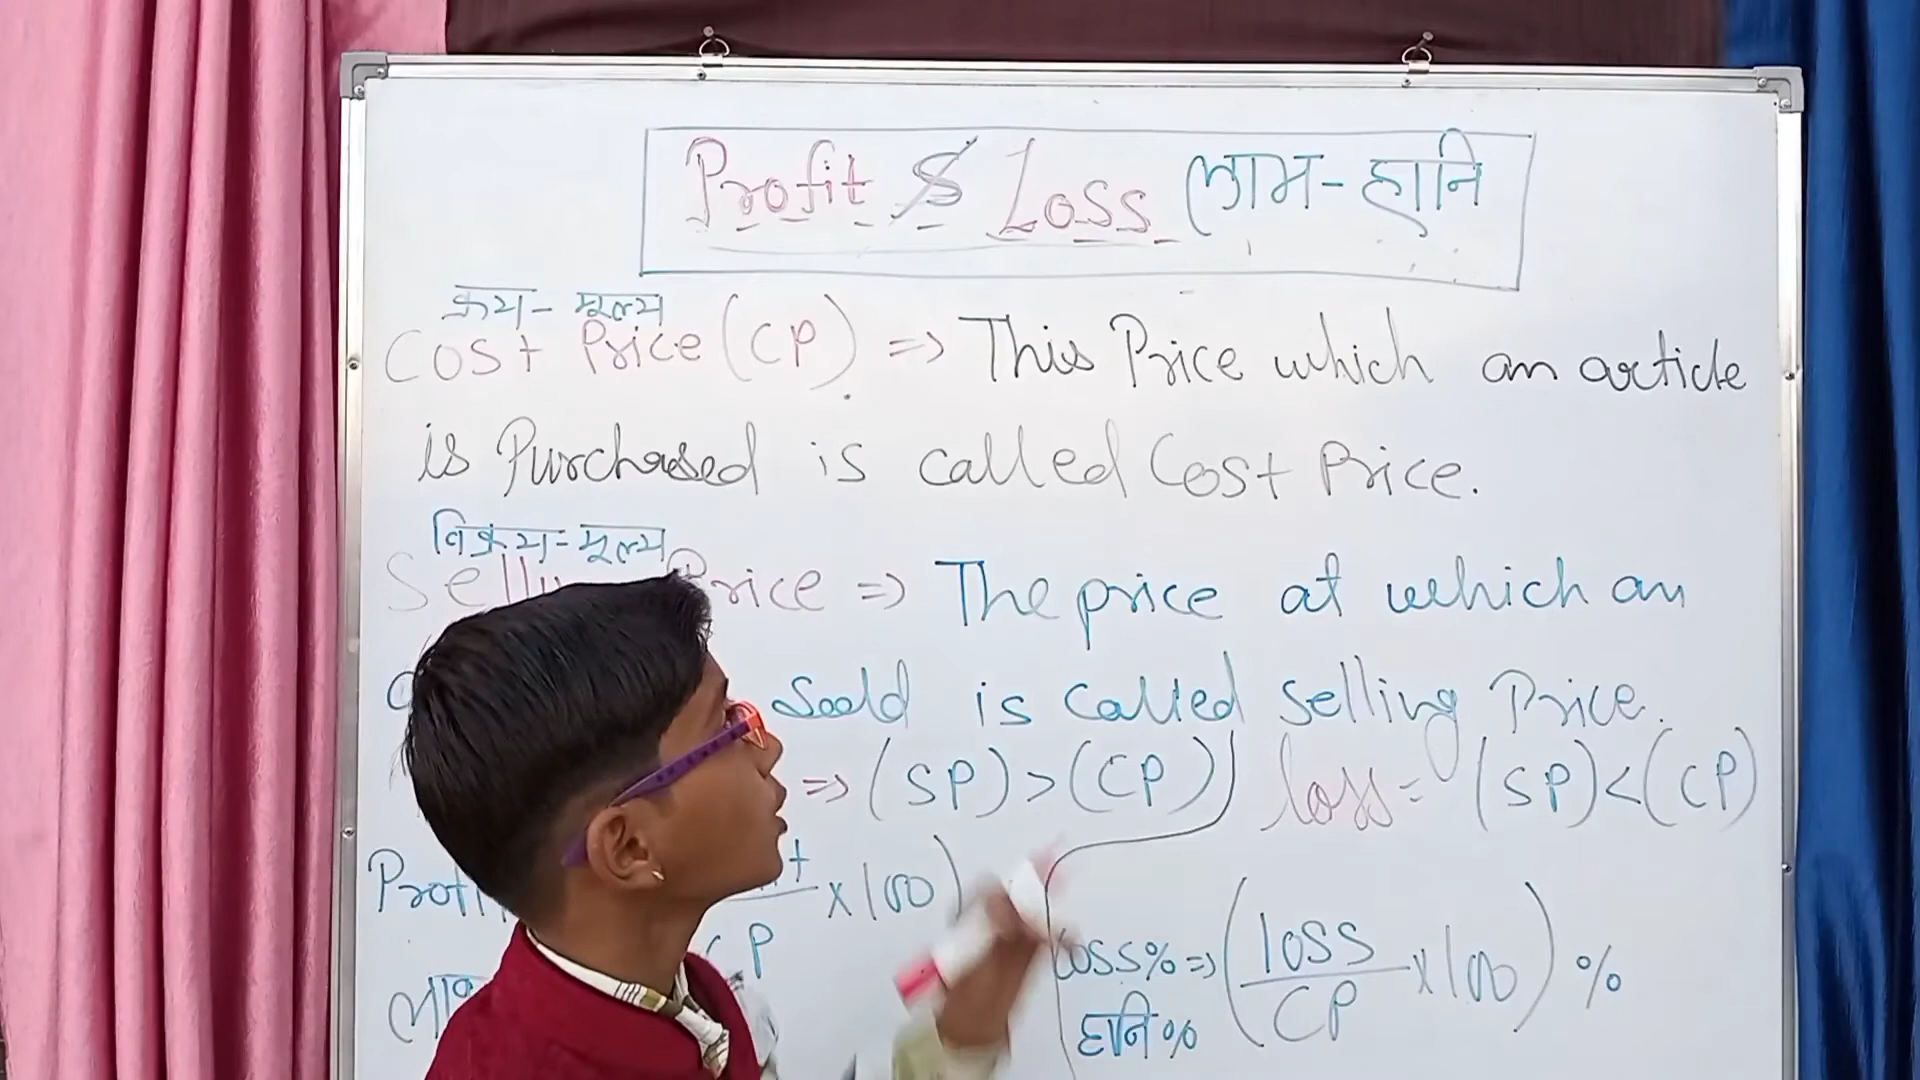 Profit & Loss लाभ-हानि
क्रय-मूल्य
Cost Price (CP) => This Price which an article
is Purchased is called Cost Price.
विक्रय-मूल्य
Price => The price at which an
Soold is called selling Price.
=> (SP) > (CP) loss = (SP) < (CP)
x 100)
CP
loss% => (loss/CP x 100) %
हानि%